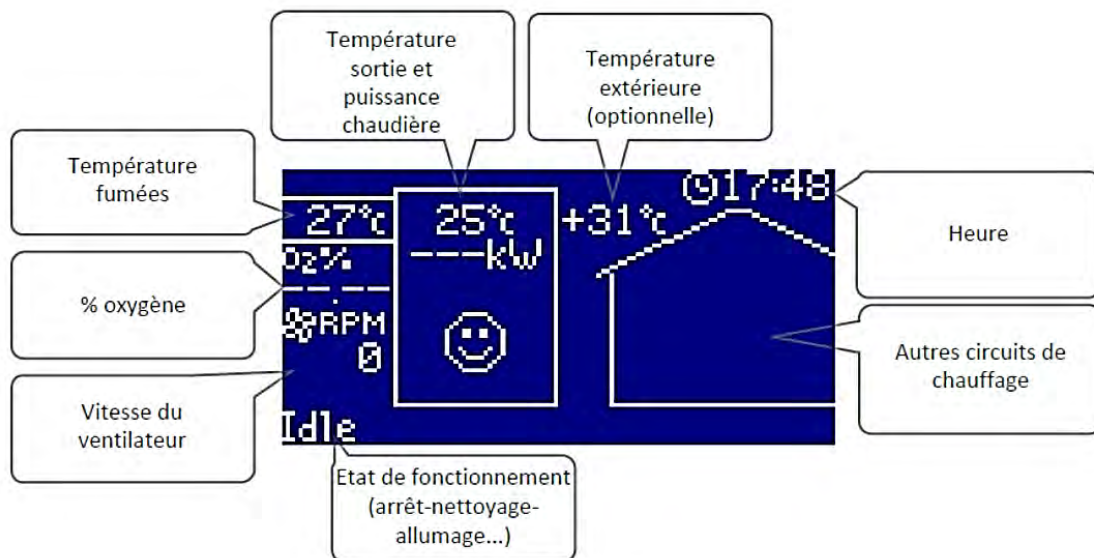 Température
sortie et
puissance
chaudière
Température
extérieure
(optionnelle)
Température
fumées
% oxygène
Vitesse du
ventilateur
27°c
O2%
--.--
RPM
0
Idle
25°c
---kW
+31°c
17:48
Heure
Autres circuits de
chauffage
Etat de fonctionnement
(arrêt-nettoyage-
allumage...)